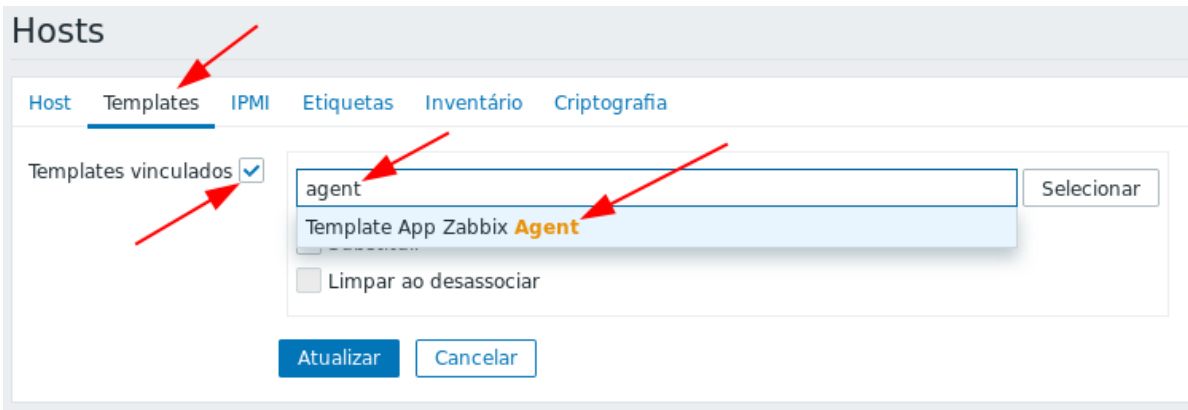 Hosts
Host Templates IPMI Etiquetas Inventário Criptografia
Templates vinculados
agent
Selecionar
Template App Zabbix Agent
Limpar ao desassociar
Atualizar Cancelar